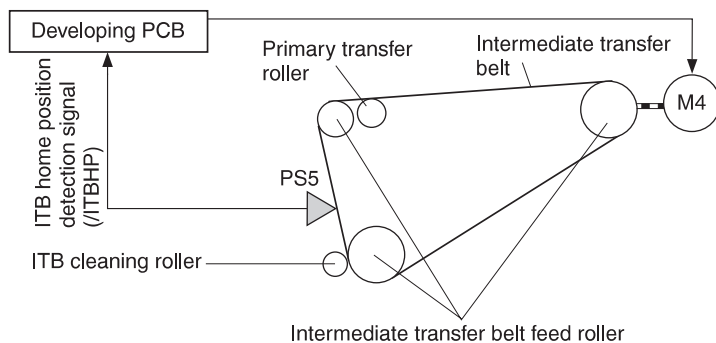 Developing PCB
Primary transfer
roller
Intermediate transfer
belt
M4
ITB home position
detection signal
(/ITBHP)
PS5
ITB cleaning roller
Intermediate transfer belt feed roller